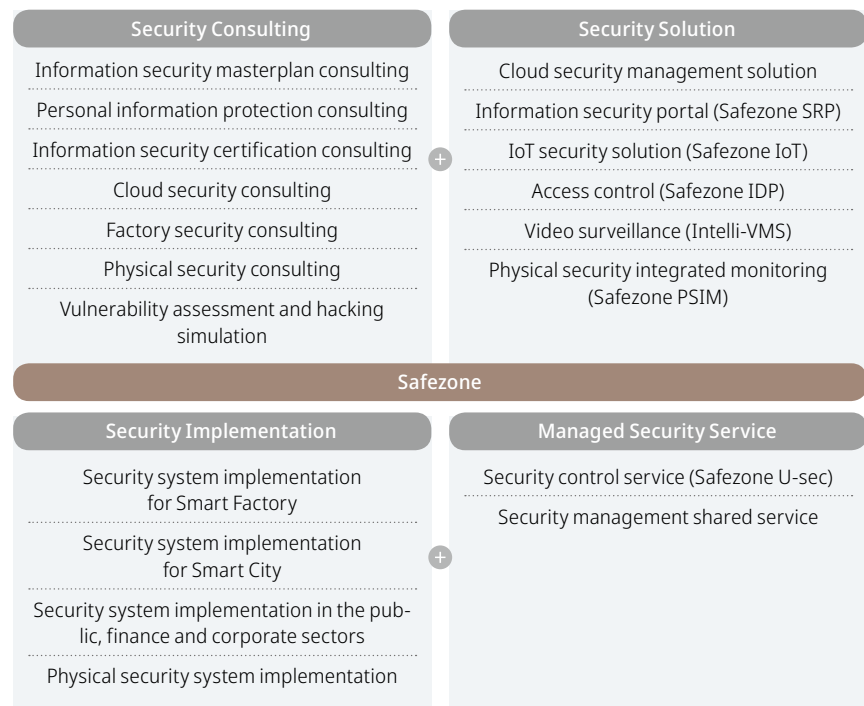 Security Consulting
Information security masterplan consulting
Personal information protection consulting
Information security certification consulting
Cloud security consulting
Factory security consulting
Physical security consulting
Vulnerability assessment and hacking
simulation
+
Security Solution
Cloud security management solution
Information security portal (Safezone SRP)
IoT security solution (Safezone IoT)
Access control (Safezone IDP)
Video surveillance (Intelli-VMS)
Physical security integrated monitoring
(Safezone PSIM)
Safezone
Security Implementation
Security system implementation
for Smart Factory
Security system implementation
for Smart City
Security system implementation in the pub-
lic, finance and corporate sectors
Physical security system implementation
+
Managed Security Service
Security control service (Safezone U-sec)
Security management shared service